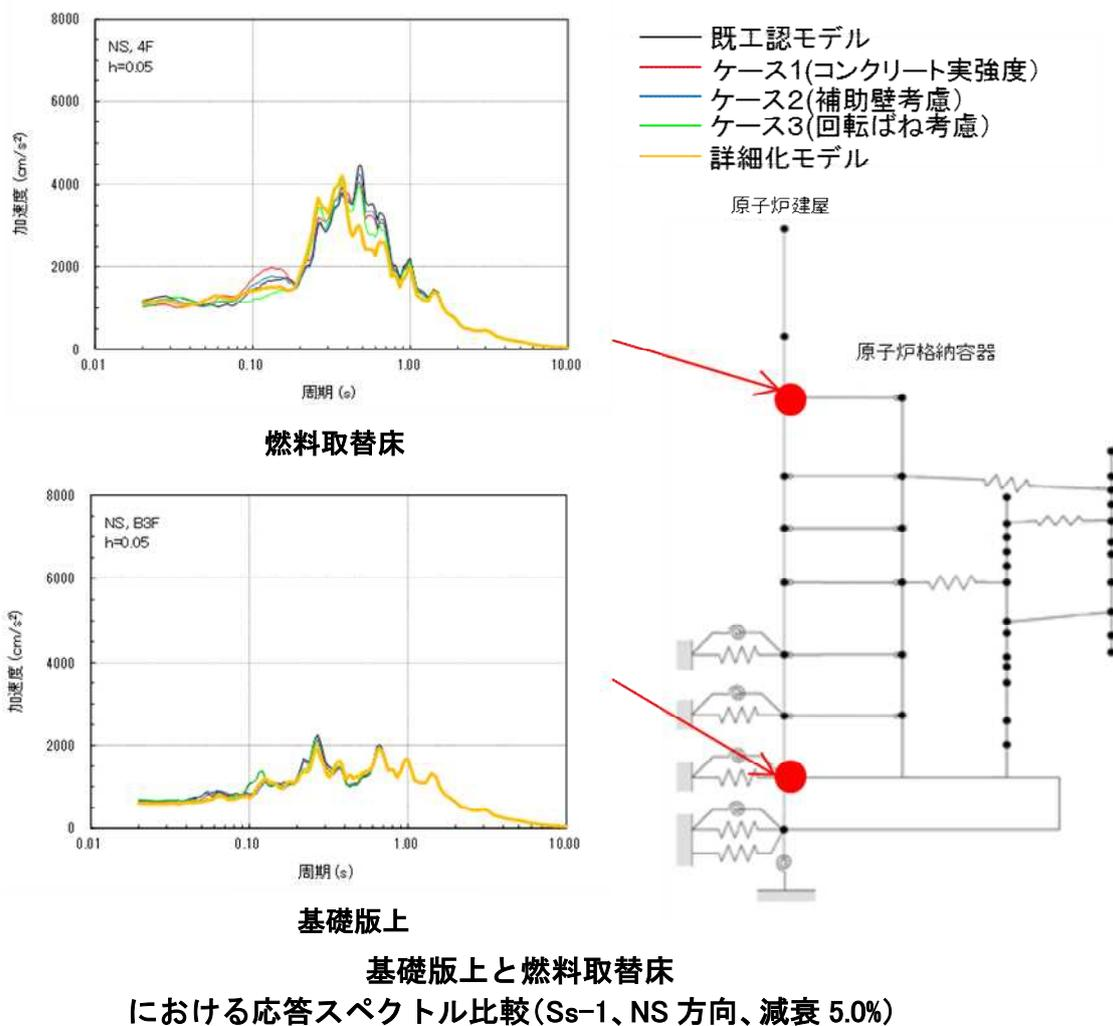 8000
NS, 4F
h=0.05
6000
4000
2000
0
加速度 (cm/s²)
0.01
0.10
1.00
10.00
周期 (s)
燃料取替床
既工認モデル
ケース1(コンクリート実強度)
ケース2(補助壁考慮)
ケース3(回転ばね考慮)
詳細化モデル
原子炉建屋
原子炉格納容器
8000
NS, B3F
h=0.05
6000
4000
2000
0
加速度 (cm/s²)
0.01
0.10
1.00
10.00
周期 (s)
基礎版上
基礎版上と燃料取替床
における応答スペクトル比較(Ss-1、NS 方向、減衰 5.0%)